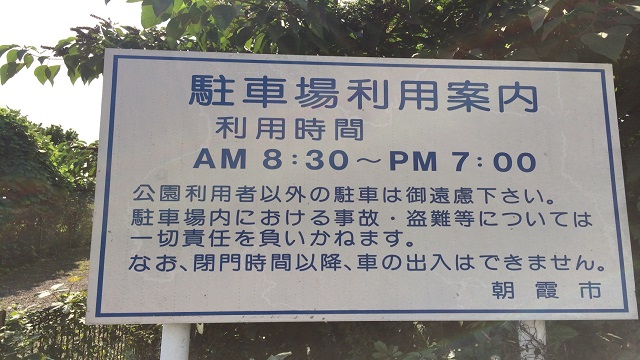 駐車場利用案内
利用時間
AM 8:30～PM 7:00
公園利用者以外の駐車は御遠慮下さい。
駐車場内における事故・盗難等については
一切責任を負いかねます。
なお、閉門時間以降、車の出入はできません。
朝霞市